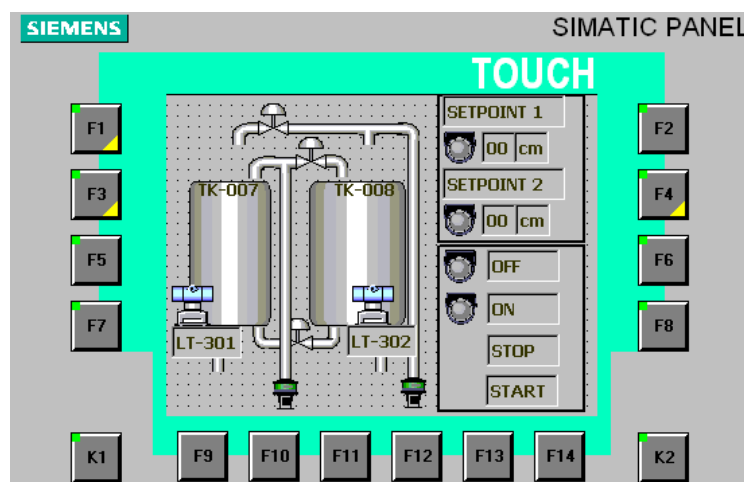 SIEMENS
SIMATIC PANEL
TOUCH
F1
F2
F3
F4
F5
F6
F7
F8
K1
K2
F9
F10
F11
F12
F13
F14
TK-007
TK-008
LT-301
LT-302
SETPOINT 1
00 cm
SETPOINT 2
00 cm
OFF
ON
STOP
START